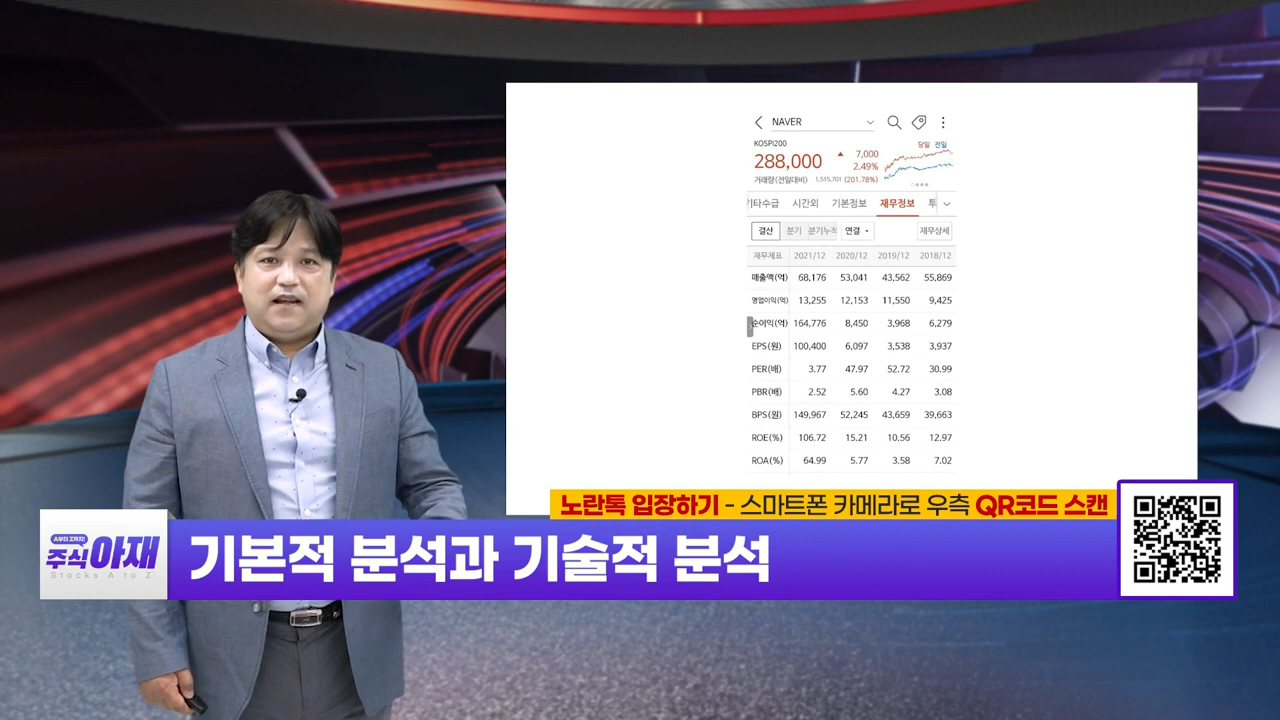 NAVER
KOSPI200
당일 전일
288,000 ▲ 7,000
2.49%
거래량(전일대비) 1,515,701 (201.78%)
기타수급 시간외 기본정보 재무정보 투
결산 분기 분기누적 연결 재무상세
재무제표 2021/12 2020/12 2019/12 2018/12
매출액(억) 68,176 53,041 43,562 55,869
영업이익(억) 13,255 12,153 11,550 9,425
순이익(억) 164,776 8,450 3,968 6,279
EPS(원) 100,400 6,097 3,538 3,937
PER(배) 3.77 47.97 52.72 30.99
PBR(배) 2.52 5.60 4.27 3.08
BPS(원) 149,967 52,245 43,659 39,663
ROE(%) 106.72 15.21 10.56 12.97
ROA(%) 64.99 5.77 3.58 7.02
노란톡 입장하기 - 스마트폰 카메라로 우측 QR코드 스캔
A부터 Z까지!
주식아재
Stocks A to Z
기본적 분석과 기술적 분석